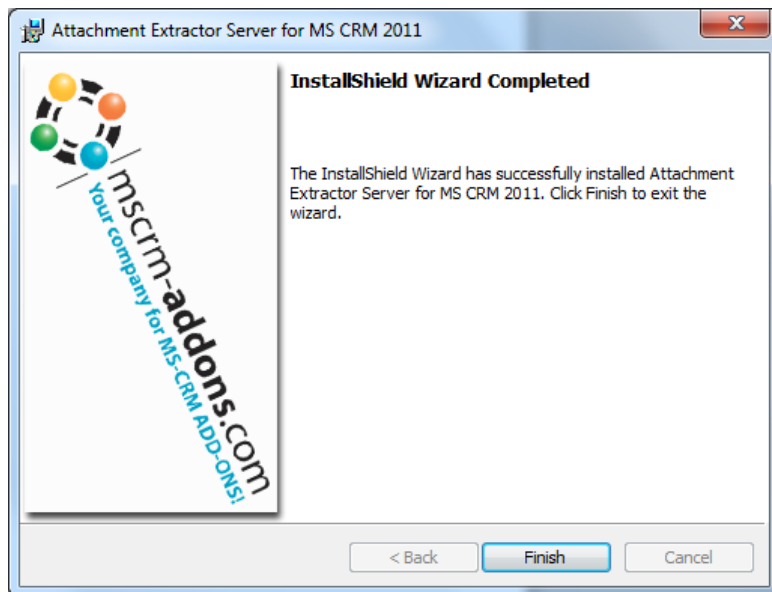 Attachment Extractor Server for MS CRM 2011
InstallShield Wizard Completed
The InstallShield Wizard has successfully installed Attachment
Extractor Server for MS CRM 2011. Click Finish to exit the
wizard.
mscrm-addons.com
Your company for MS-CRM ADD-ONS!
< Back
Finish
Cancel